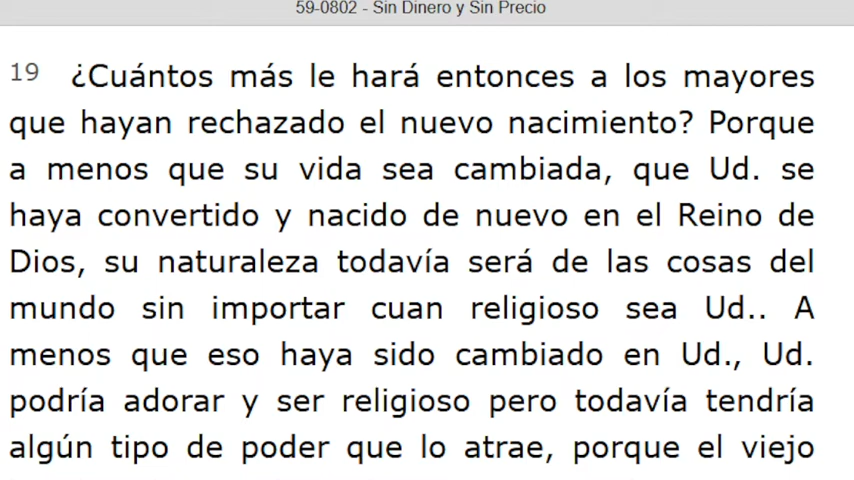 59-0802 - Sin Dinero y Sin Precio
19 ¿Cuántos más le hará entonces a los mayores
que hayan rechazado el nuevo nacimiento? Porque
a menos que su vida sea cambiada, que Ud. se
haya convertido y nacido de nuevo en el Reino de
Dios, su naturaleza todavía será de las cosas del
mundo sin importar cuan religioso sea Ud.. A
menos que eso haya sido cambiado en Ud., Ud.
podría adorar y ser religioso pero todavía tendría
algún tipo de poder que lo atrae, porque el viejo